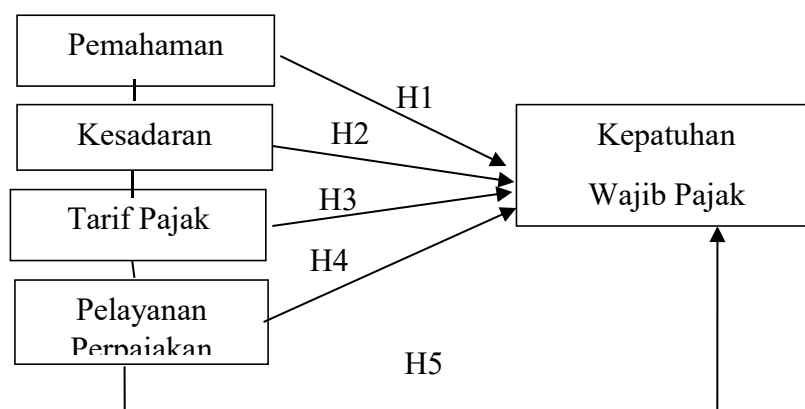 Pemahaman
H1
Kesadaran
H2
Kepatuhan
Wajib Pajak
Tarif Pajak
H3
H4
Pelayanan
Perpajakan
H5